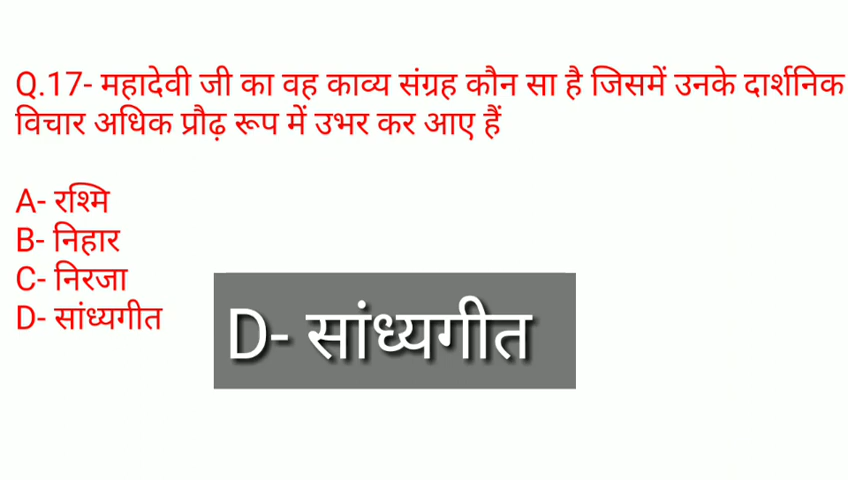 Q.17- महादेवी जी का वह काव्य संग्रह कौन सा है जिसमें उनके दार्शनिक
विचार अधिक प्रौढ़ रूप में उभर कर आए हैं
A- रश्मि
B- निहार
C- निरजा
D- सांध्यगीत
D- सांध्यगीत